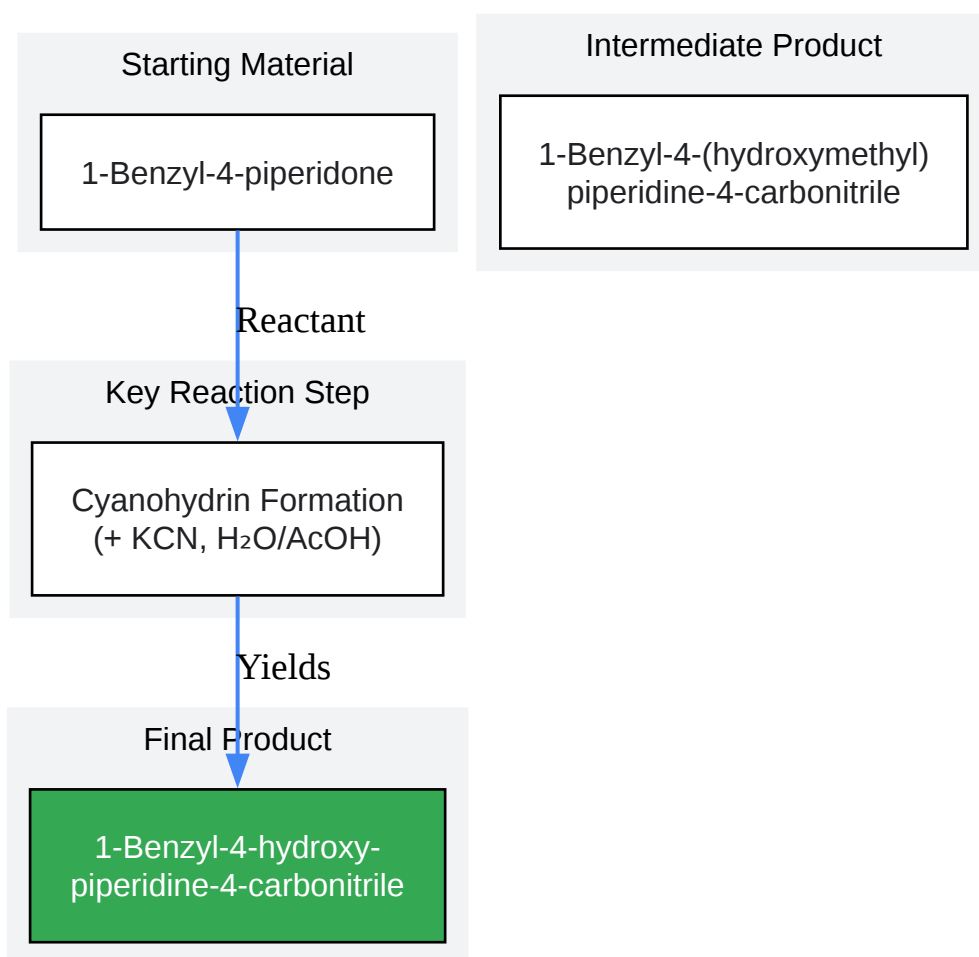 Starting Material
1-Benzyl-4-piperidone
Intermediate Product
1-Benzyl-4-(hydroxymethyl)
piperidine-4-carbonitrile
Reactant
Key Reaction Step
Cyanohydrin Formation
(+ KCN, H₂O/AcOH)
Yields
Final Product
1-Benzyl-4-hydroxy-
piperidine-4-carbonitrile